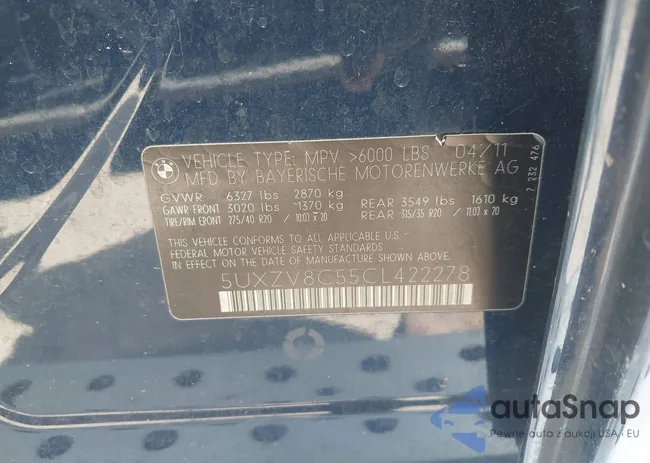 VEHICLE TYPE: MPV >6000 LBS 04/11
MFD BY BAYERISCHE MOTORENWERKE AG
GVWR 6327 lbs 2870 kg
GAWR FRONT 3020 lbs 1370 kg REAR 3549 lbs 1610 kg
TIRE/RIM FRONT 275/40 R20 / 10.0J x 20 REAR 315/35 R20 / 11.0J x 20
THIS VEHICLE CONFORMS TO ALL APPLICABLE U.S.
FEDERAL MOTOR VEHICLE SAFETY STANDARDS
IN EFFECT ON THE DATE OF MANUFACTURE SHOWN ABOVE.
5UXZV8C55CL422278
7 232 476
autaSnap
Pewne auta z aukcji USA i EU